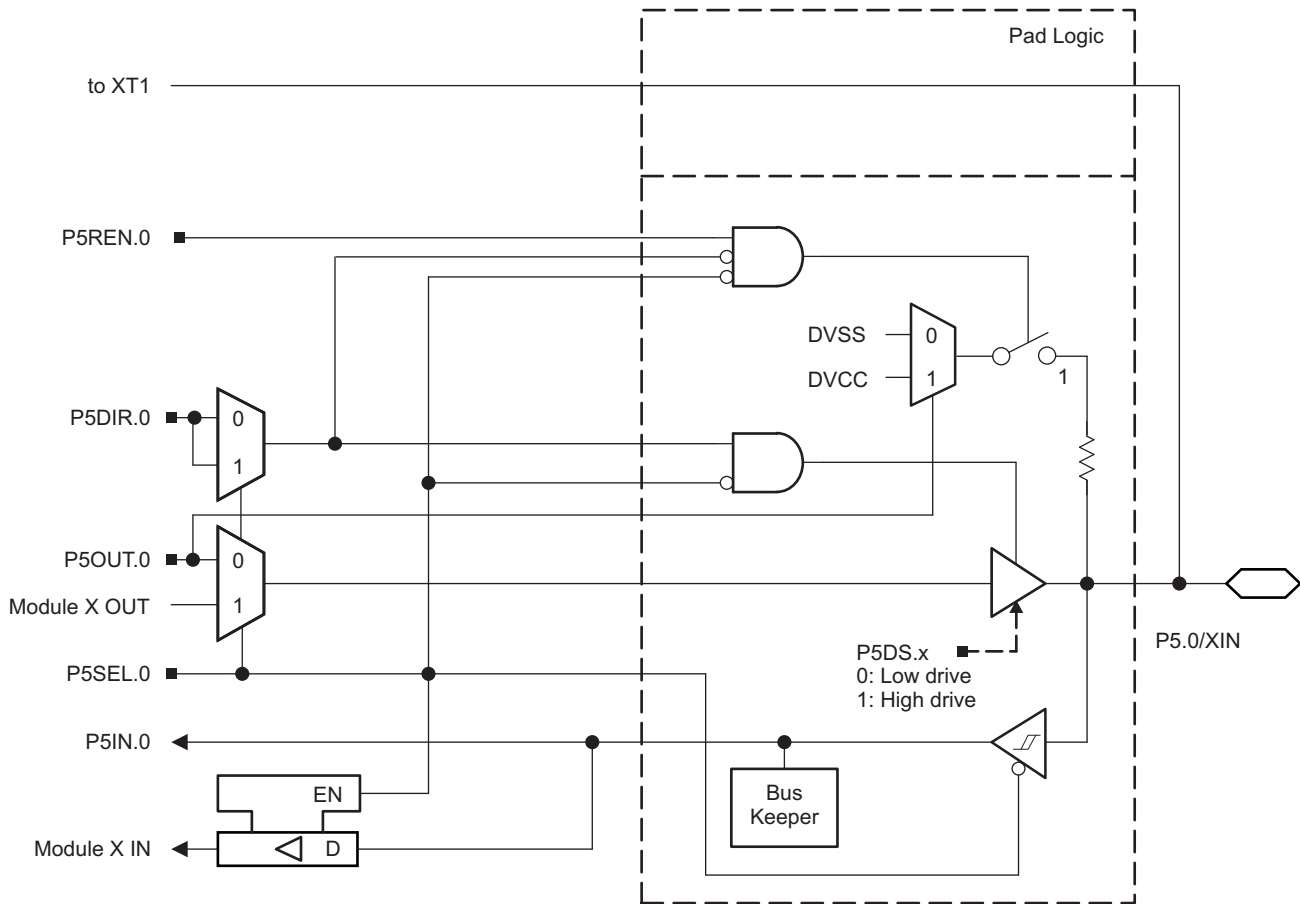 Pad Logic
to XT1
P5REN.0
DVSS
0
DVCC
1
1
P5DIR.0
0
1
P5OUT.0
0
Module X OUT
1
P5SEL.0
P5DS.x
0: Low drive
1: High drive
P5.0/XIN
P5IN.0
Bus
Keeper
EN
Module X IN
D